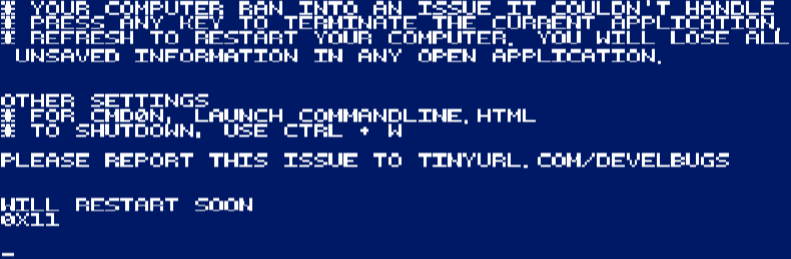 * YOUR COMPUTER RAN INTO AN ISSUE IT COULDN'T HANDLE
* PRESS ANY KEY TO TERMINATE THE CURRENT APPLICATION.
* REFRESH TO RESTART YOUR COMPUTER. YOU WILL LOSE ALL
UNSAVED INFORMATION IN ANY OPEN APPLICATION.
OTHER SETTINGS
* FOR CMD0N, LAUNCH COMMANDLINE.HTML
* TO SHUTDOWN, USE CTRL + W
PLEASE REPORT THIS ISSUE TO TINYURL.COM/DEVELBUGS
WILL RESTART SOON
0X11
_